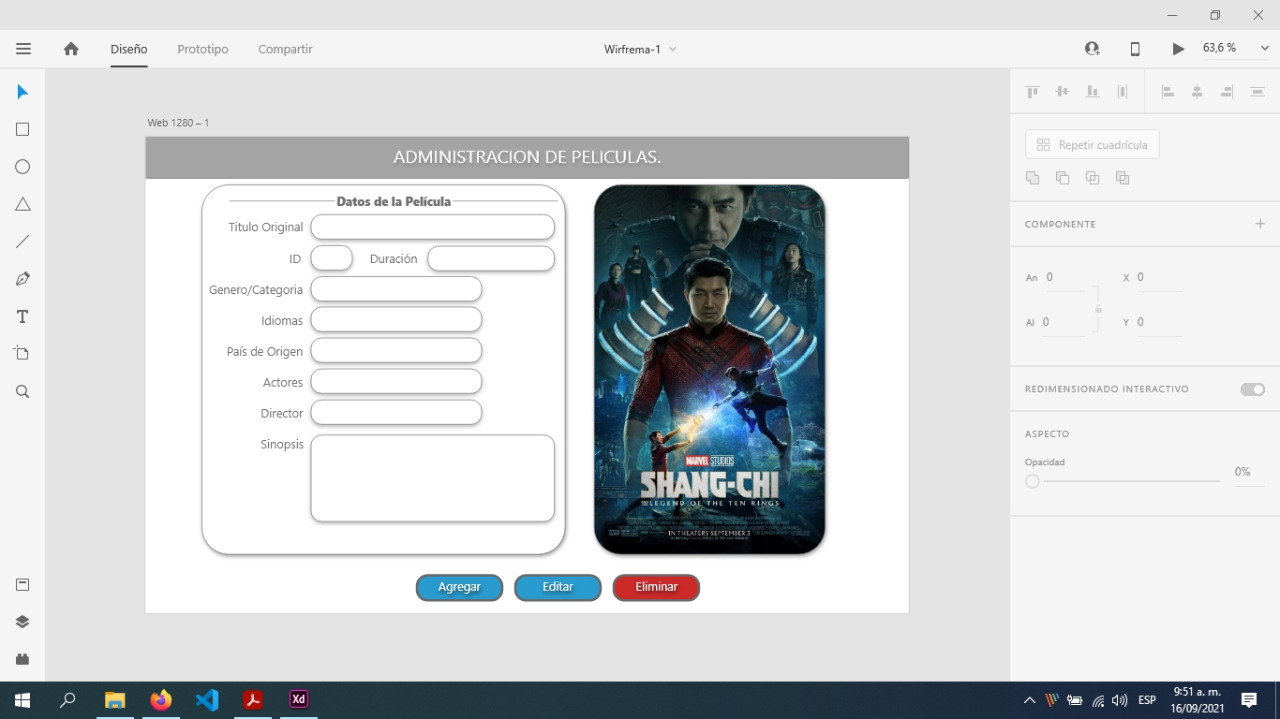 Diseño Prototipo Compartir Wirfrema-1 63,6 %
Web 1280 – 1
ADMINISTRACION DE PELICULAS.
Datos de la Película
Título Original
ID Duración
Genero/Categoria
Idiomas
País de Origen
Actores
Director
Sinopsis
MARVEL STUDIOS
SHANG-CHI
AND THE LEGEND OF THE TEN RINGS
IN THEATERS SEPTEMBER 3
Agregar Editar Eliminar
Repetir cuadrícula
COMPONENTE
An 0 X 0
Al 0 Y 0
REDIMENSIONADO INTERACTIVO
ASPECTO
Opacidad
0%
Xd
ESP
9:51 a. m.
16/09/2021